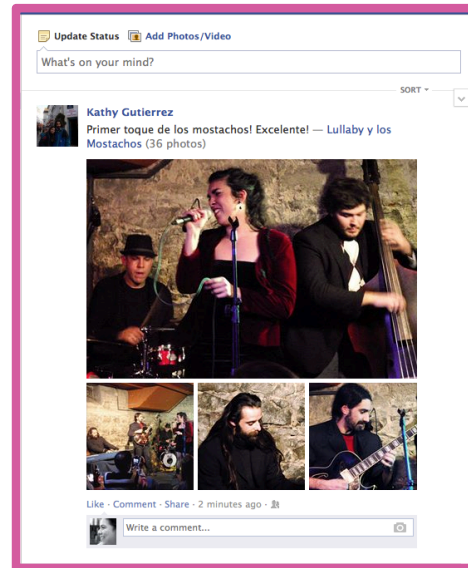 Update Status Add Photos/Video
What's on your mind?
SORT
Kathy Gutierrez
Primer toque de los mostachos! Excelente! — Lullaby y los
Mostachos (36 photos)
Like · Comment · Share · 2 minutes ago ·
Write a comment...